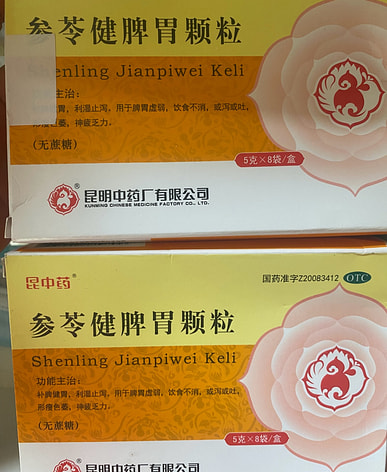 参苓健脾胃颗粒
Shenling Jianpiwei Keli
主治:
健胃,利湿止泻。用于脾胃虚弱,饮食不消,或泻或吐,
形瘦色萎,神疲乏力。
(无蔗糖)
5克×8袋/盒
昆明中药厂有限公司
KUNMING CHINESE MEDICINE FACTORY CO., LTD.
昆中药
国药准字Z20083412
OTC
参苓健脾胃颗粒
Shenling Jianpiwei Keli
功能主治:
补脾健胃,利湿止泻。用于脾胃虚弱,饮食不消,或泻或吐,
形瘦色萎,神疲乏力。
(无蔗糖)
5克×8袋/盒
昆明中药厂有限公司